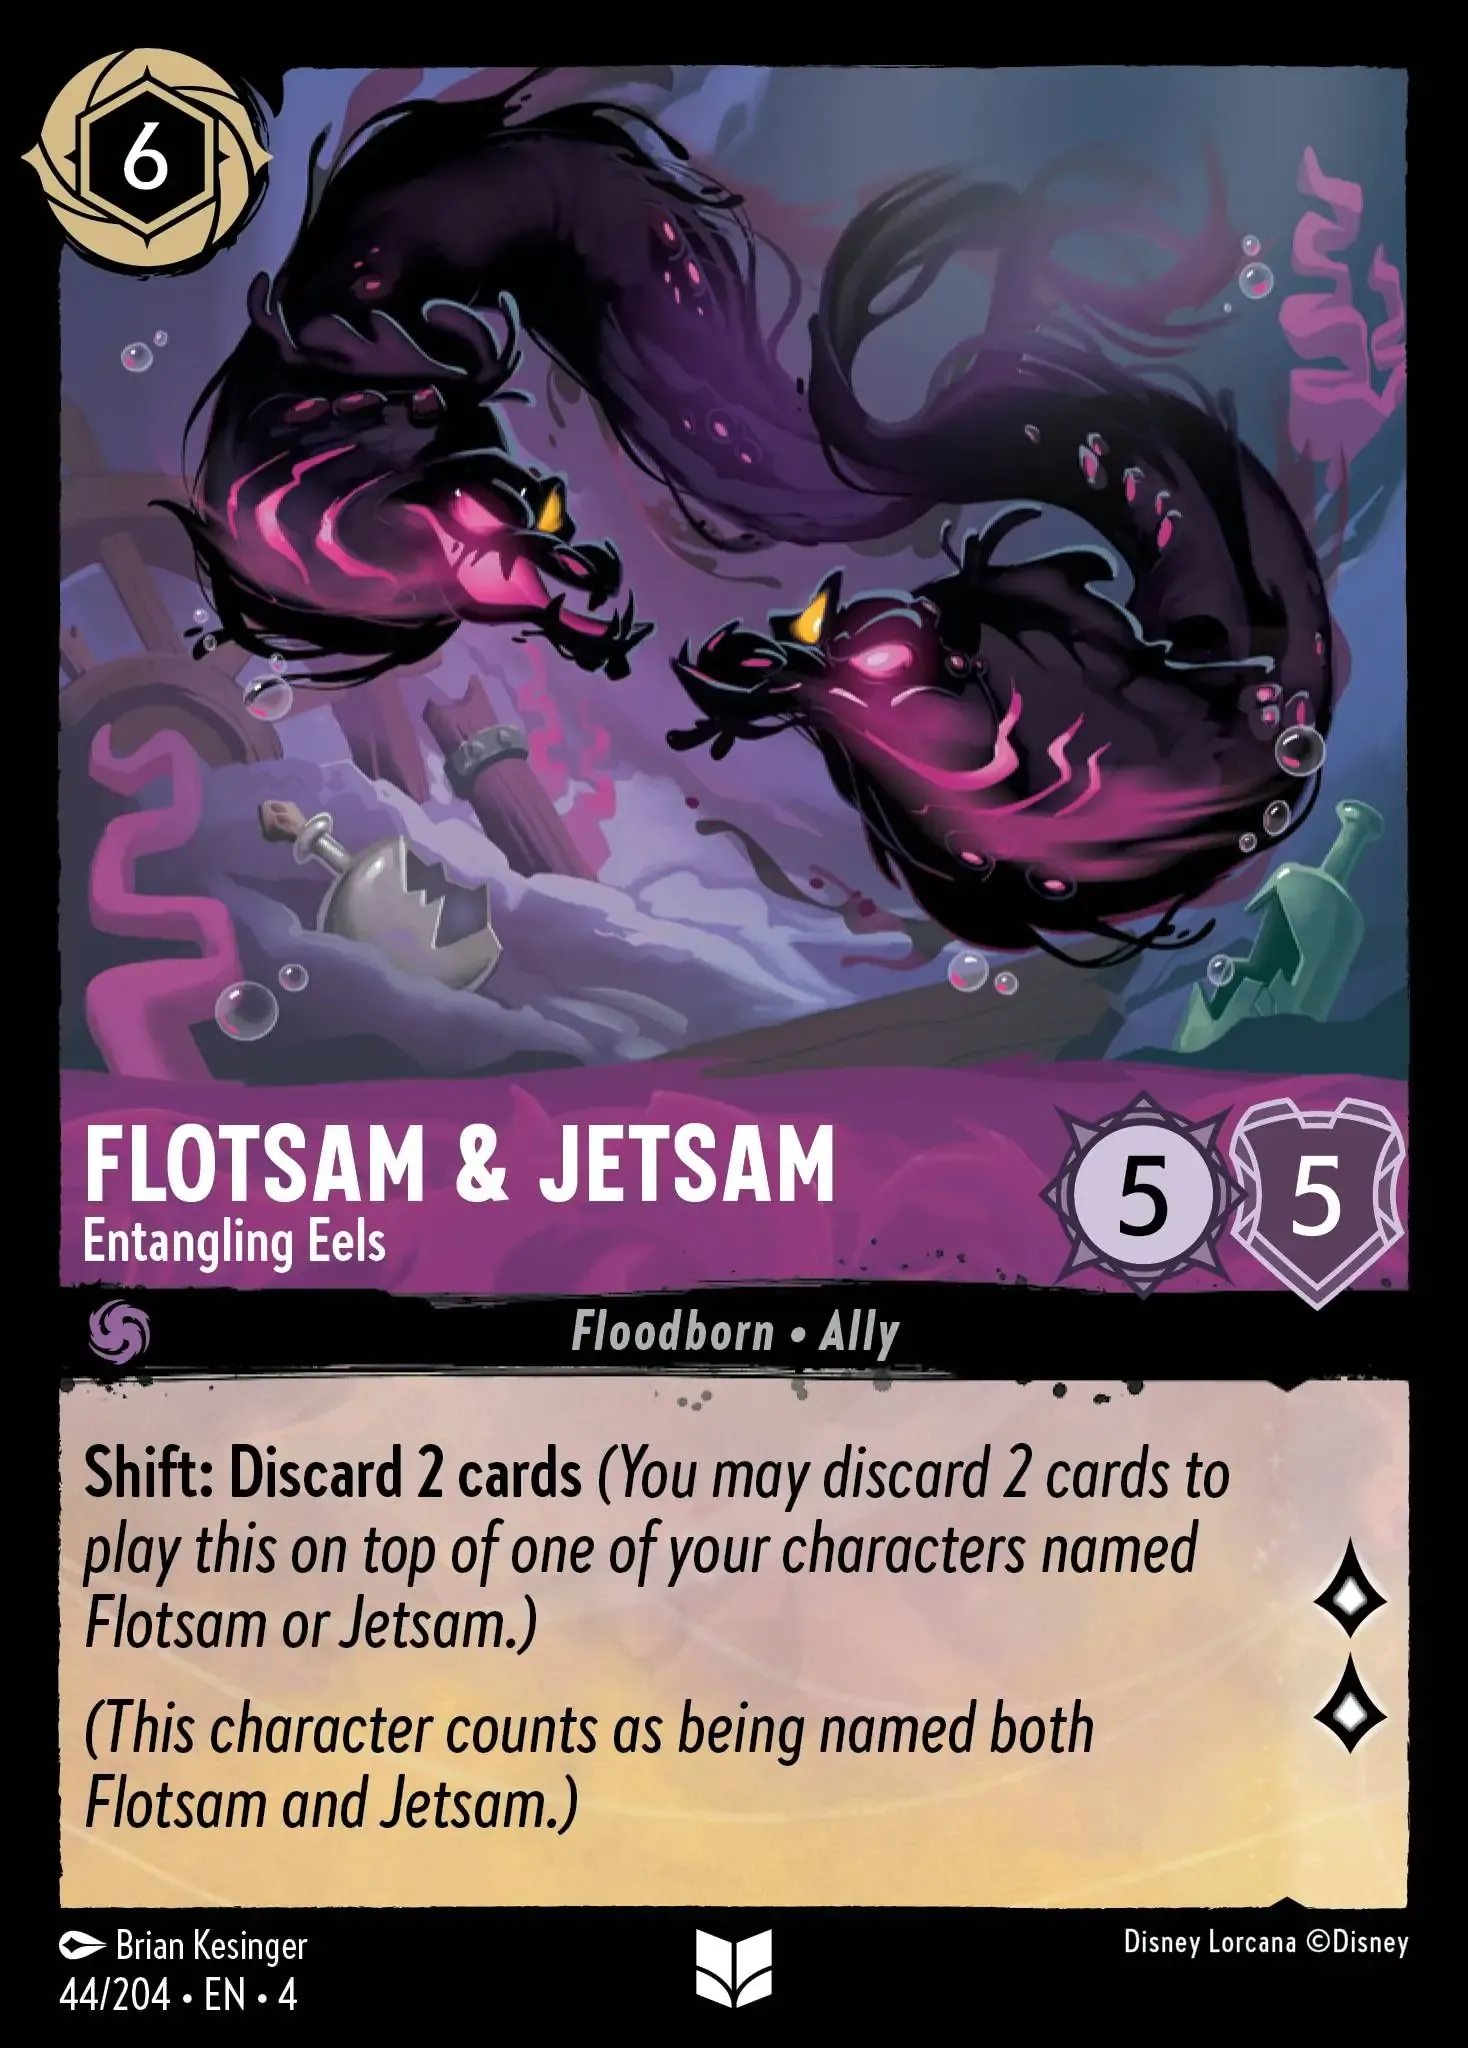 6
FLOTSAM & JETSAM
Entangling Eels
5
5
Floodborn • Ally
Shift: Discard 2 cards (You may discard 2 cards to
play this on top of one of your characters named
Flotsam or Jetsam.)
(This character counts as being named both
Flotsam and Jetsam.)
Brian Kesinger
Disney Lorcana ©Disney
44/204 • EN • 4